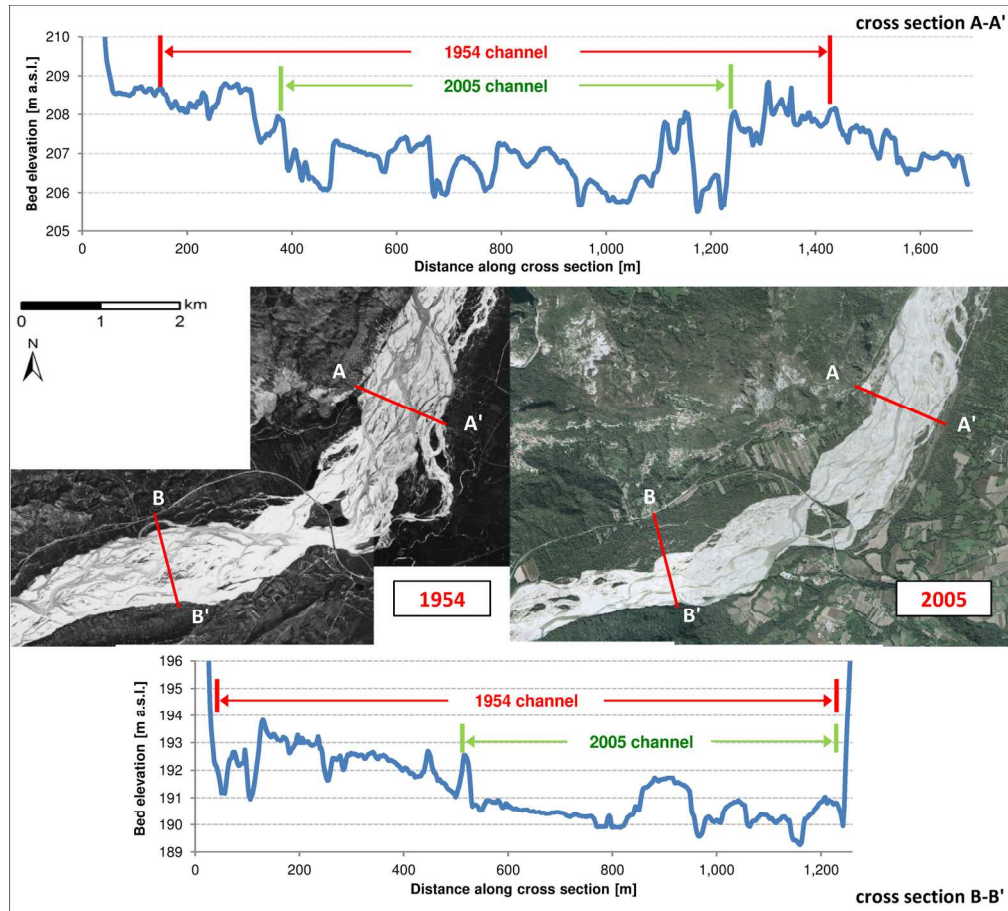 cross section A-A'
210
209
208
207
206
205
Bed elevation [m a.s.l.]
1954 channel
2005 channel
0 200 400 600 800 1,000 1,200 1,400 1,600
Distance along cross section [m]
km
0 1 2
N
A
A'
B
B'
1954
A
A'
B
B'
2005
196
195
194
193
192
191
190
189
Bed elevation [m a.s.l.]
1954 channel
2005 channel
0 200 400 600 800 1,000 1,200
Distance along cross section [m]
cross section B-B'